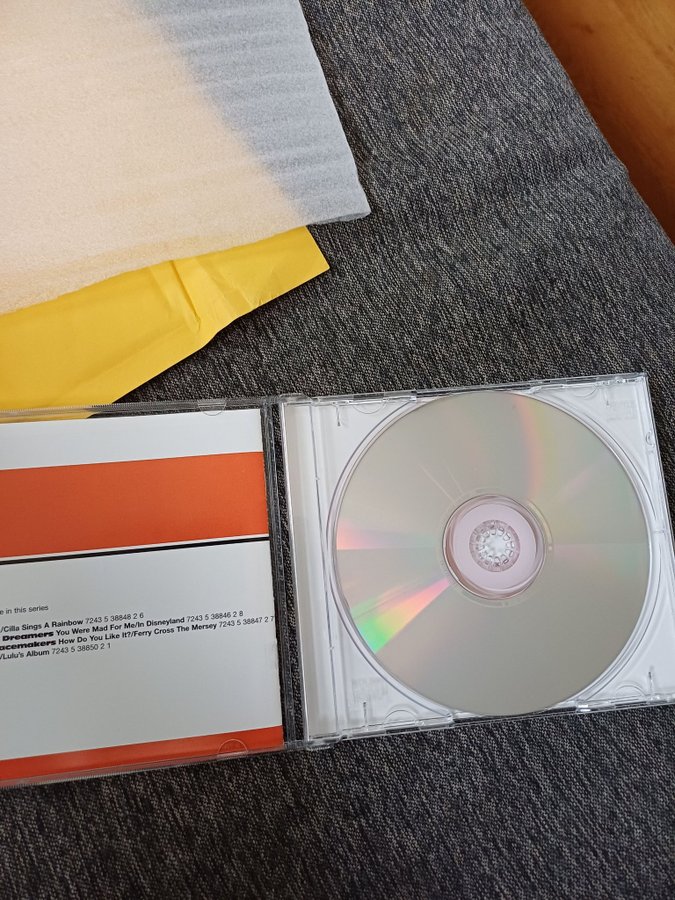 e in this series
/Cilla Sings A Rainbow 7243 5 38848 2 6
Dreamers You Were Mad For Me/In Disneyland 7243 5 38846 2 8
acemakers How Do You Like It?/Ferry Cross The Mersey 7243 5 38847 2 7
/Lulu's Album 7243 5 38850 2 1